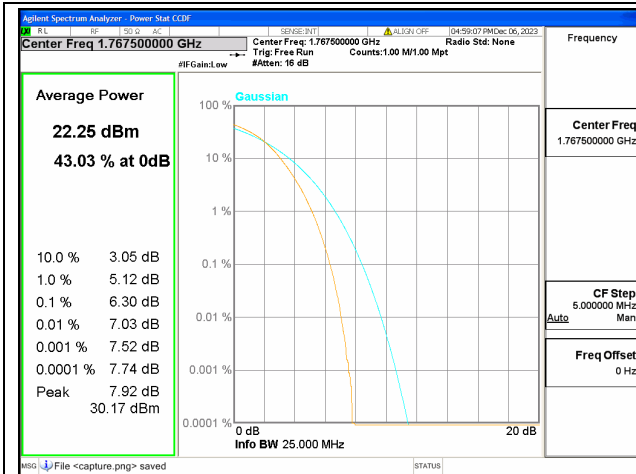 Agilent Spectrum Analyzer - Power Stat CCDF
RL RF 50 Ω AC SENSE:INT ALIGN OFF 04:59:07 PM Dec 06, 2023
Center Freq 1.767500000 GHz
Center Freq: 1.767500000 GHz Radio Std: None
Trig: Free Run Counts:1.00 M/1.00 Mpt
#IFGain:Low #Atten: 16 dB
Average Power
22.25 dBm
43.03 % at 0dB
10.0 % 3.05 dB
1.0 % 5.12 dB
0.1 % 6.30 dB
0.01 % 7.03 dB
0.001 % 7.52 dB
0.0001 % 7.74 dB
Peak 7.92 dB
30.17 dBm
Gaussian
100 %
10 %
1 %
0.1 %
0.01 %
0.001 %
0.0001 %
0 dB 20 dB
Info BW 25.000 MHz
Frequency
Center Freq
1.767500000 GHz
CF Step
5.000000 MHz
Auto Man
Freq Offset
0 Hz
MSG File <capture.png> saved STATUS